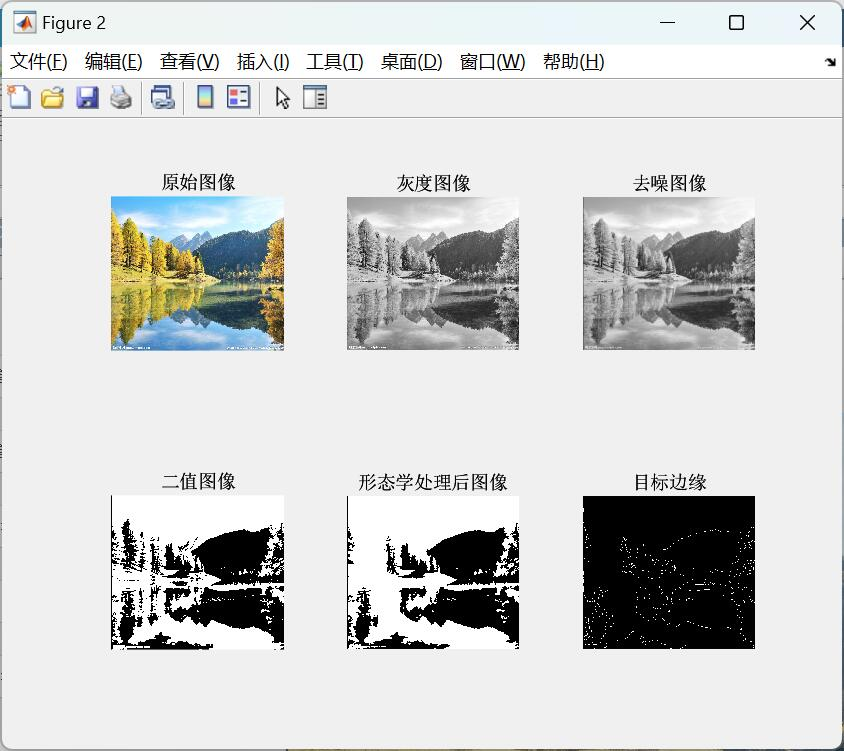 Figure 2
文件(F) 编辑(E) 查看(V) 插入(I) 工具(T) 桌面(D) 窗口(W) 帮助(H)
原始图像 灰度图像 去噪图像
二值图像 形态学处理后图像 目标边缘